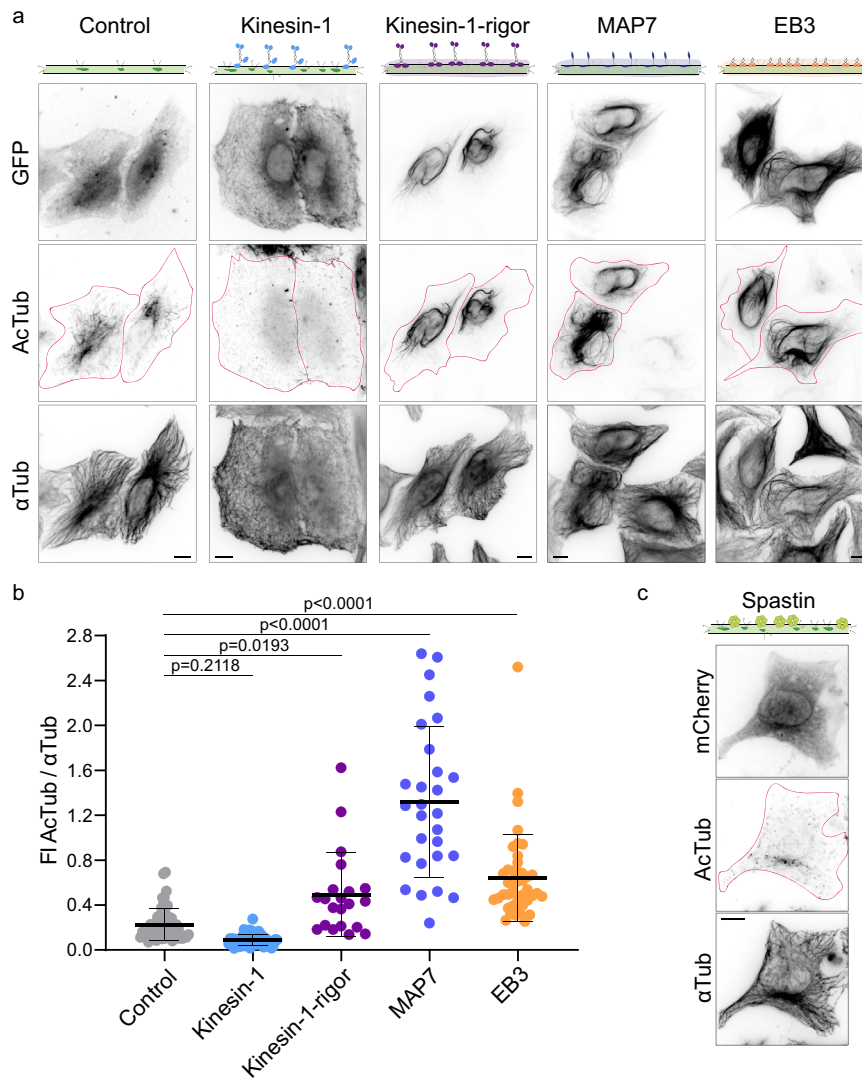 a
Control
Kinesin-1
Kinesin-1-rigor
MAP7
EB3
GFP
AcTub
αTub
b
p<0.0001
p<0.0001
p=0.0193
p=0.2118
FI AcTub / αTub
2.8
2.4
2.0
1.6
1.2
0.8
0.4
0.0
Control
Kinesin-1
Kinesin-1-rigor
MAP7
EB3
c
Spastin
mCherry
AcTub
αTub